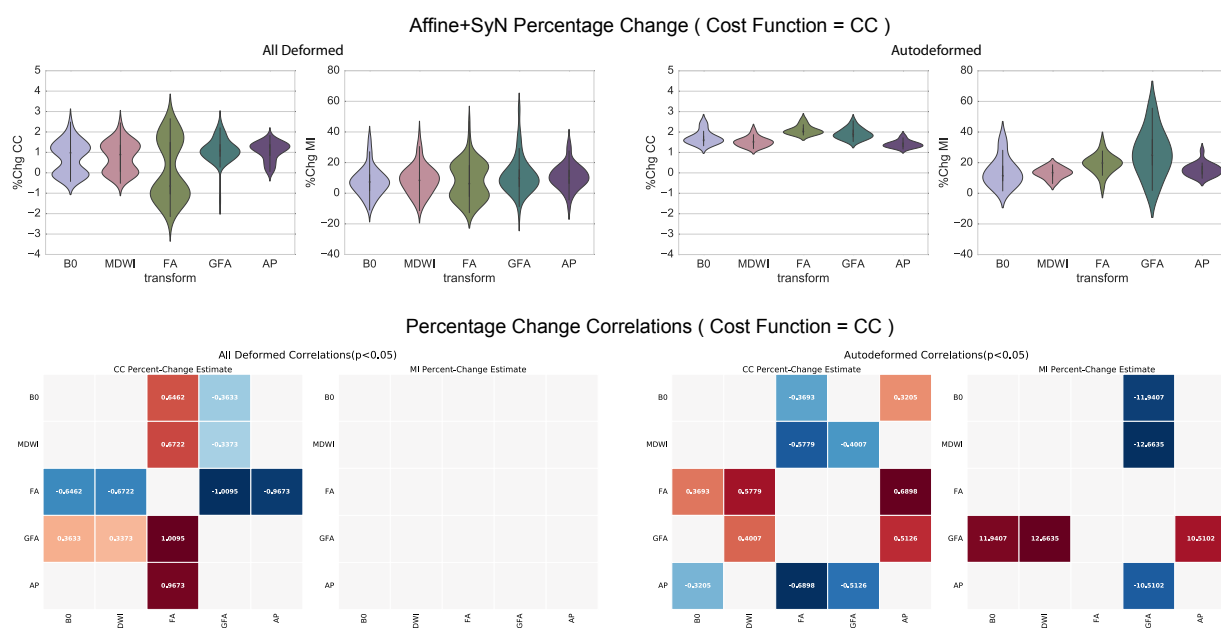 Affine+SyN Percentage Change ( Cost Function = CC )
All Deformed
Autodeformed
%Chg CC
5
4
3
2
1
0
−1
−2
−3
−4
B0 MDWI FA GFA AP
transform
%Chg MI
80
60
40
20
0
−20
−40
B0 MDWI FA GFA AP
transform
%Chg CC
5
4
3
2
1
0
−1
−2
−3
−4
B0 MDWI FA GFA AP
transform
%Chg MI
80
60
40
20
0
−20
−40
B0 MDWI FA GFA AP
transform
Percentage Change Correlations ( Cost Function = CC )
All Deformed Correlations(p<0.05)
CC Percent-Change Estimate
B0 0.6462 -0.3633
MDWI 0.6722 -0.3373
FA -0.6462 -0.6722 -1.0095 -0.9673
GFA 0.3633 0.3373 1.0095
AP 0.9673
B0 DWI FA GFA AP
MI Percent-Change Estimate
B0
MDWI
FA
GFA
AP
B0 DWI FA GFA AP
Autodeformed Correlations(p<0.05)
CC Percent-Change Estimate
B0 -0.3693 0.3205
MDWI -0.5779 -0.4007
FA 0.3693 0.5779 0.6898
GFA 0.4007 0.5126
AP -0.3205 -0.6898 -0.5126
B0 DWI FA GFA AP
MI Percent-Change Estimate
B0 -11.9407
MDWI -12.6635
FA
GFA 11.9407 12.6635 10.5102
AP -10.5102
B0 DWI FA GFA AP